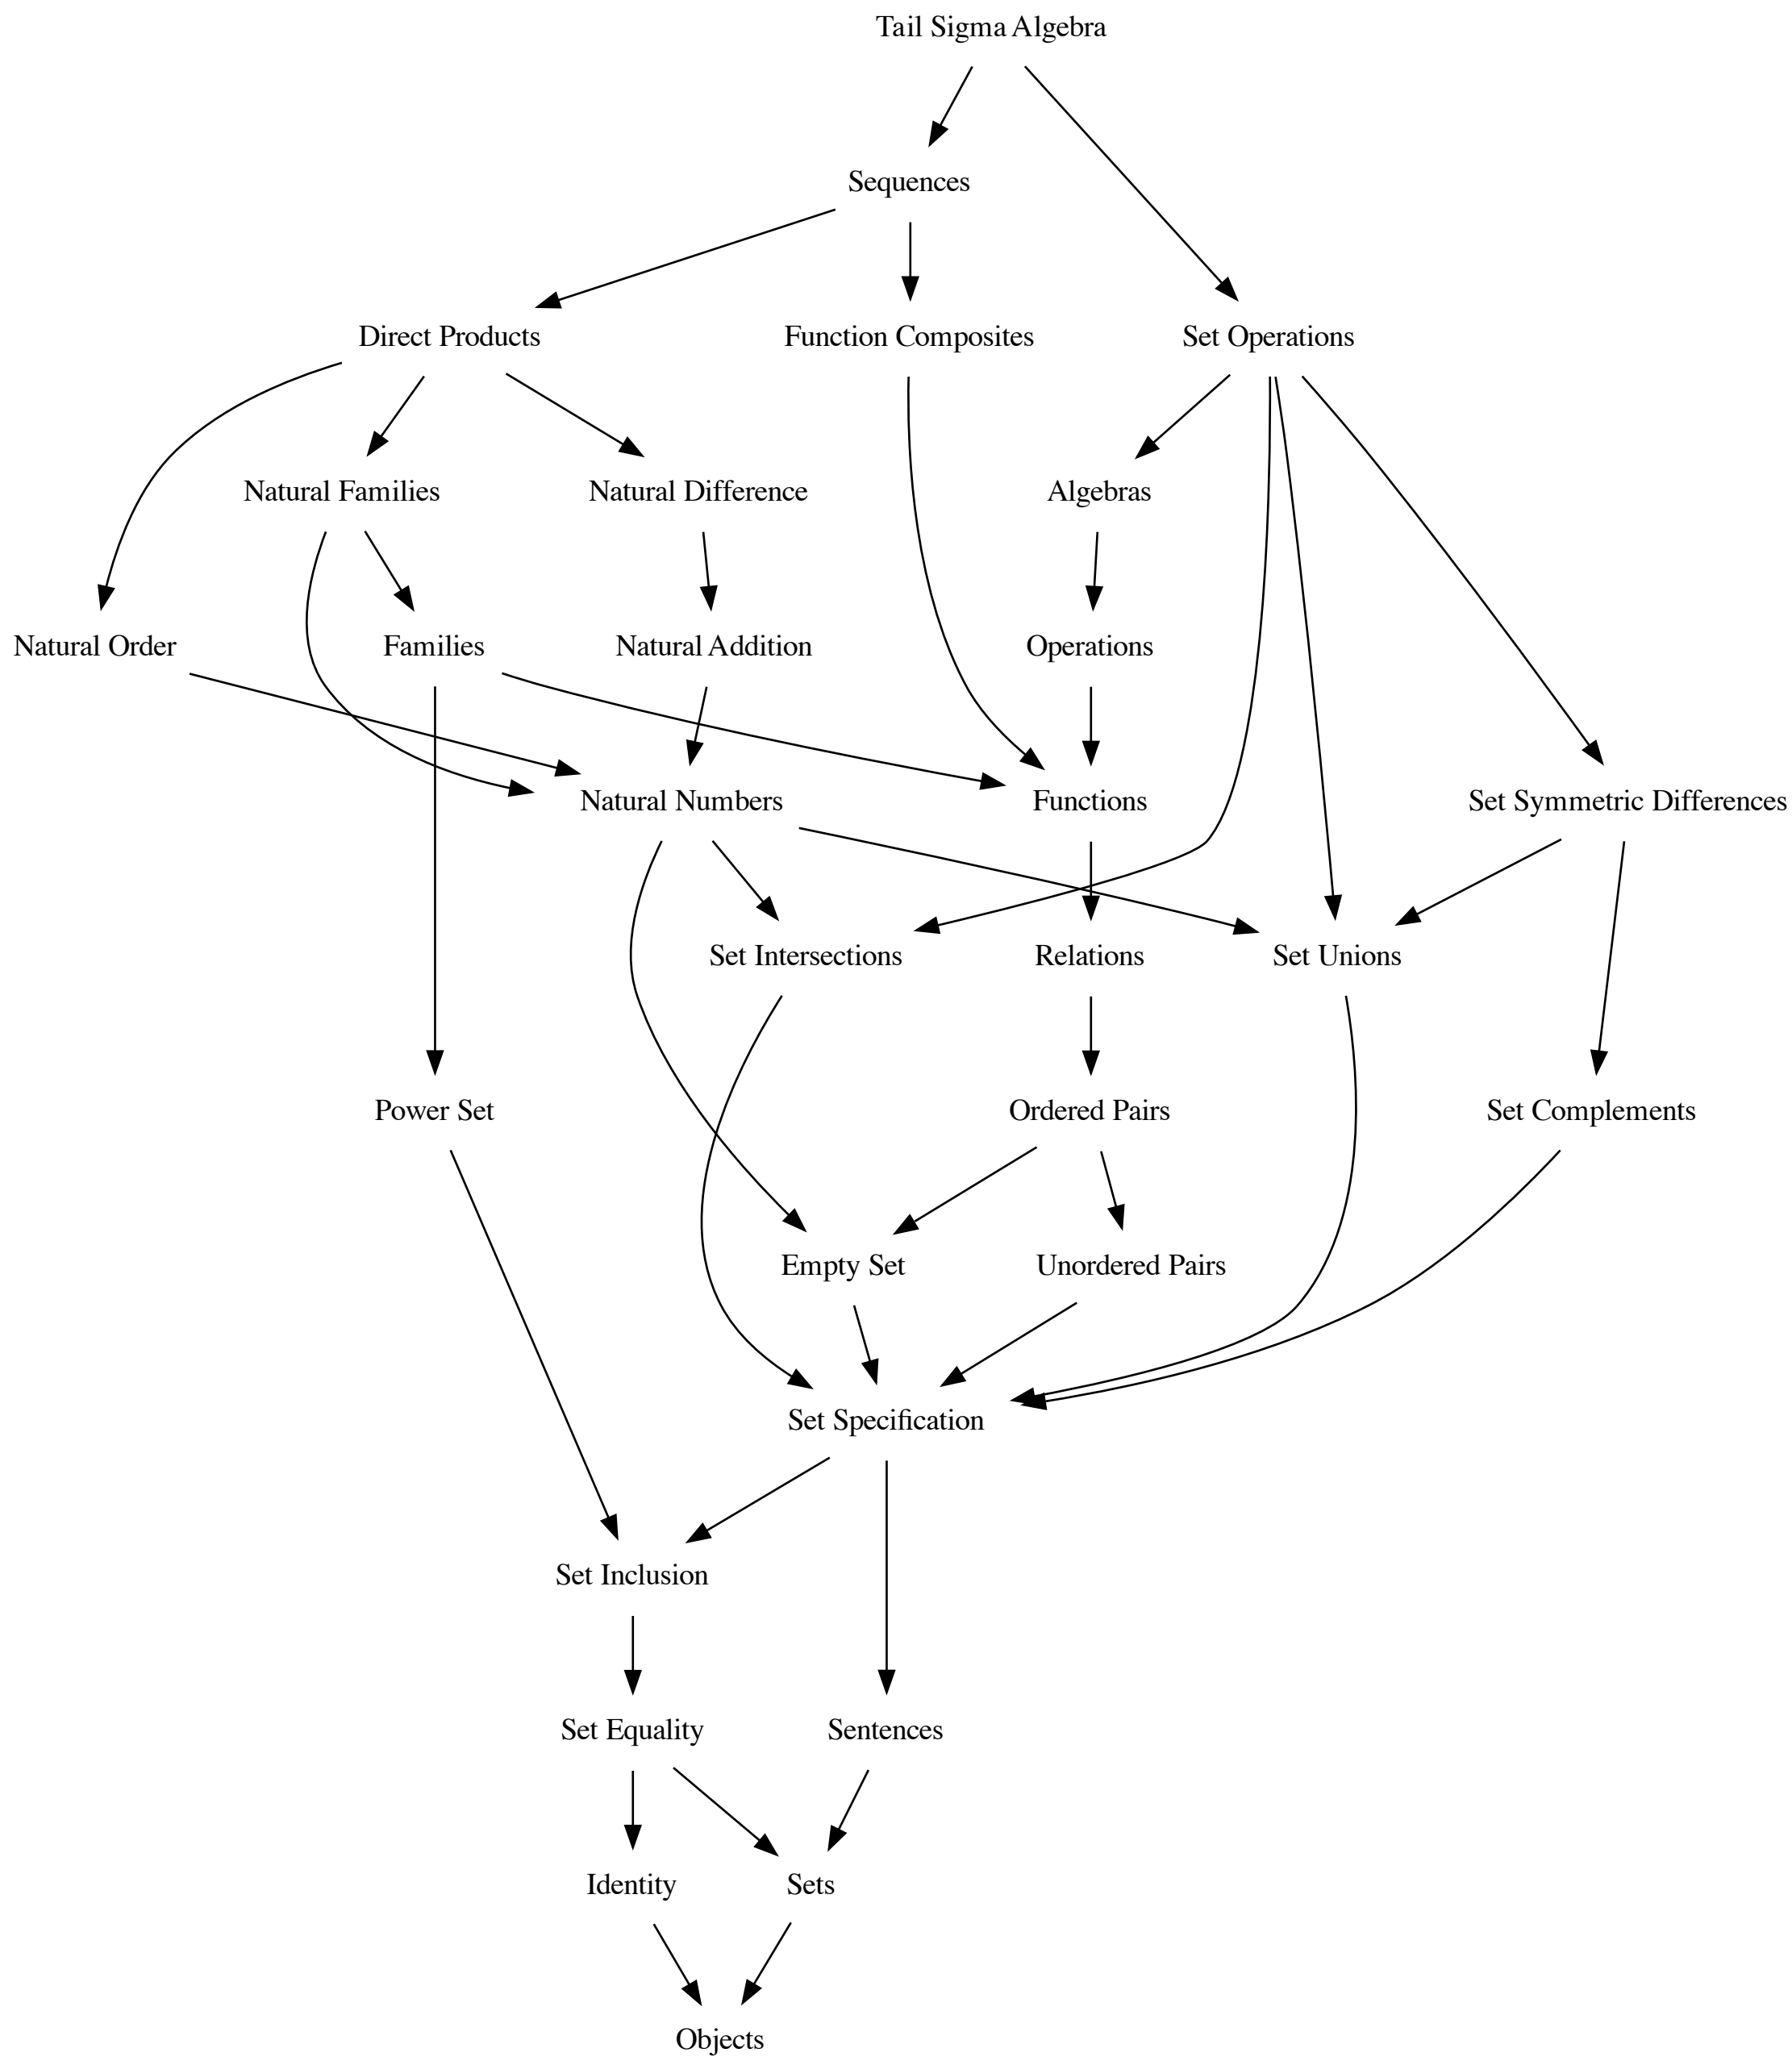 Tail Sigma Algebra
Sequences
Direct Products
Function Composites
Set Operations
Natural Families
Natural Difference
Algebras
Natural Order
Families
Natural Addition
Operations
Natural Numbers
Functions
Set Symmetric Differences
Set Intersections
Relations
Set Unions
Power Set
Ordered Pairs
Set Complements
Empty Set
Unordered Pairs
Set Specification
Set Inclusion
Set Equality
Sentences
Identity
Sets
Objects